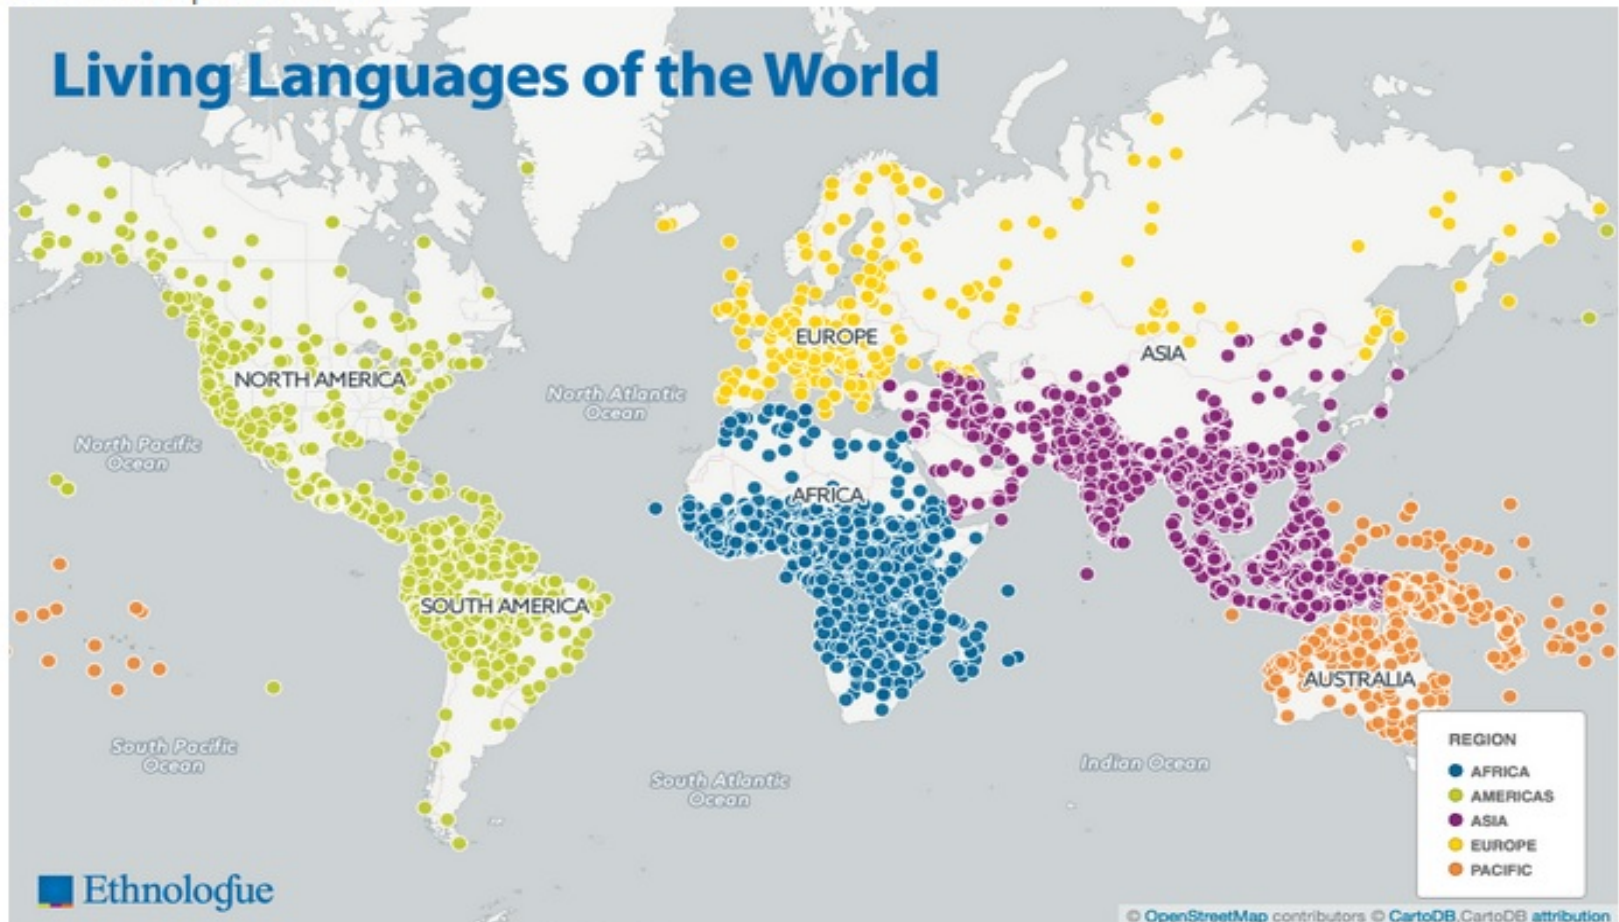 Living Languages of the World
EUROPE
ASIA
NORTH AMERICA
North Atlantic
Ocean
North Pacific
Ocean
AFRICA
SOUTH AMERICA
AUSTRALIA
South Pacific
Ocean
South Atlantic
Ocean
Indian Ocean
REGION
AFRICA
AMERICAS
ASIA
EUROPE
PACIFIC
Ethnologue
© OpenStreetMap contributors © CartoDB,CartoDB attribution